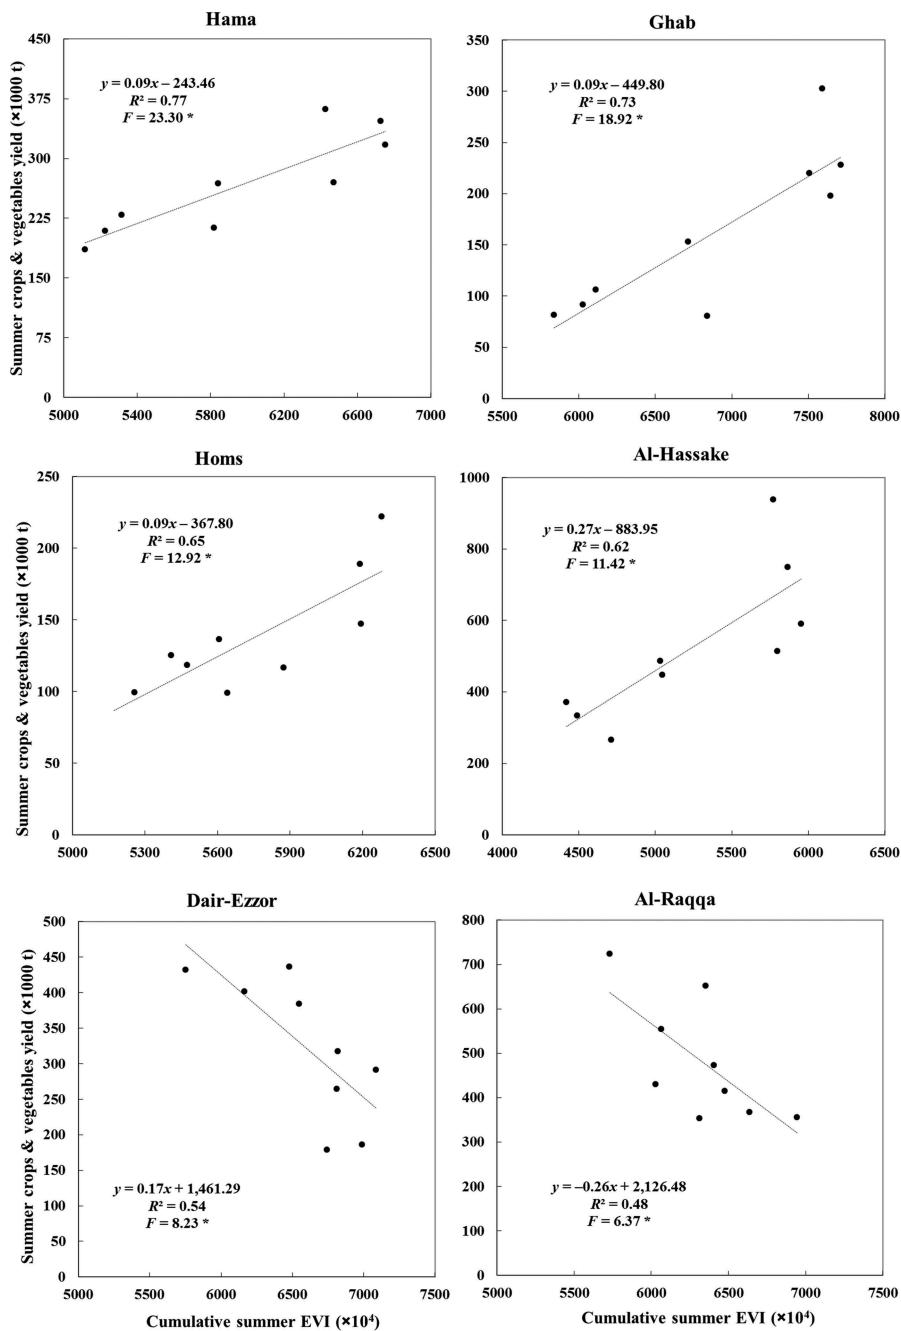 Hama
Summer crops & vegetables yield (×1000 t)
450
375
300
225
150
75
0
y = 0.09x – 243.46
R² = 0.77
F = 23.30 *
5000 5400 5800 6200 6600 7000
Ghab
350
300
250
200
150
100
50
0
y = 0.09x – 449.80
R² = 0.73
F = 18.92 *
5500 6000 6500 7000 7500 8000
Homs
Summer crops & vegetables yield (×1000 t)
250
200
150
100
50
0
y = 0.09x – 367.80
R² = 0.65
F = 12.92 *
5000 5300 5600 5900 6200 6500
Al-Hassake
1000
800
600
400
200
0
y = 0.27x – 883.95
R² = 0.62
F = 11.42 *
4000 4500 5000 5500 6000 6500
Dair-Ezzor
Summer crops & vegetables yield (×1000 t)
500
450
400
350
300
250
200
150
100
50
0
y = 0.17x + 1,461.29
R² = 0.54
F = 8.23 *
5000 5500 6000 6500 7000 7500
Cumulative summer EVI (×10⁴)
Al-Raqqa
800
700
600
500
400
300
200
100
0
y = –0.26x + 2,126.48
R² = 0.48
F = 6.37 *
5000 5500 6000 6500 7000 7500
Cumulative summer EVI (×10⁴)